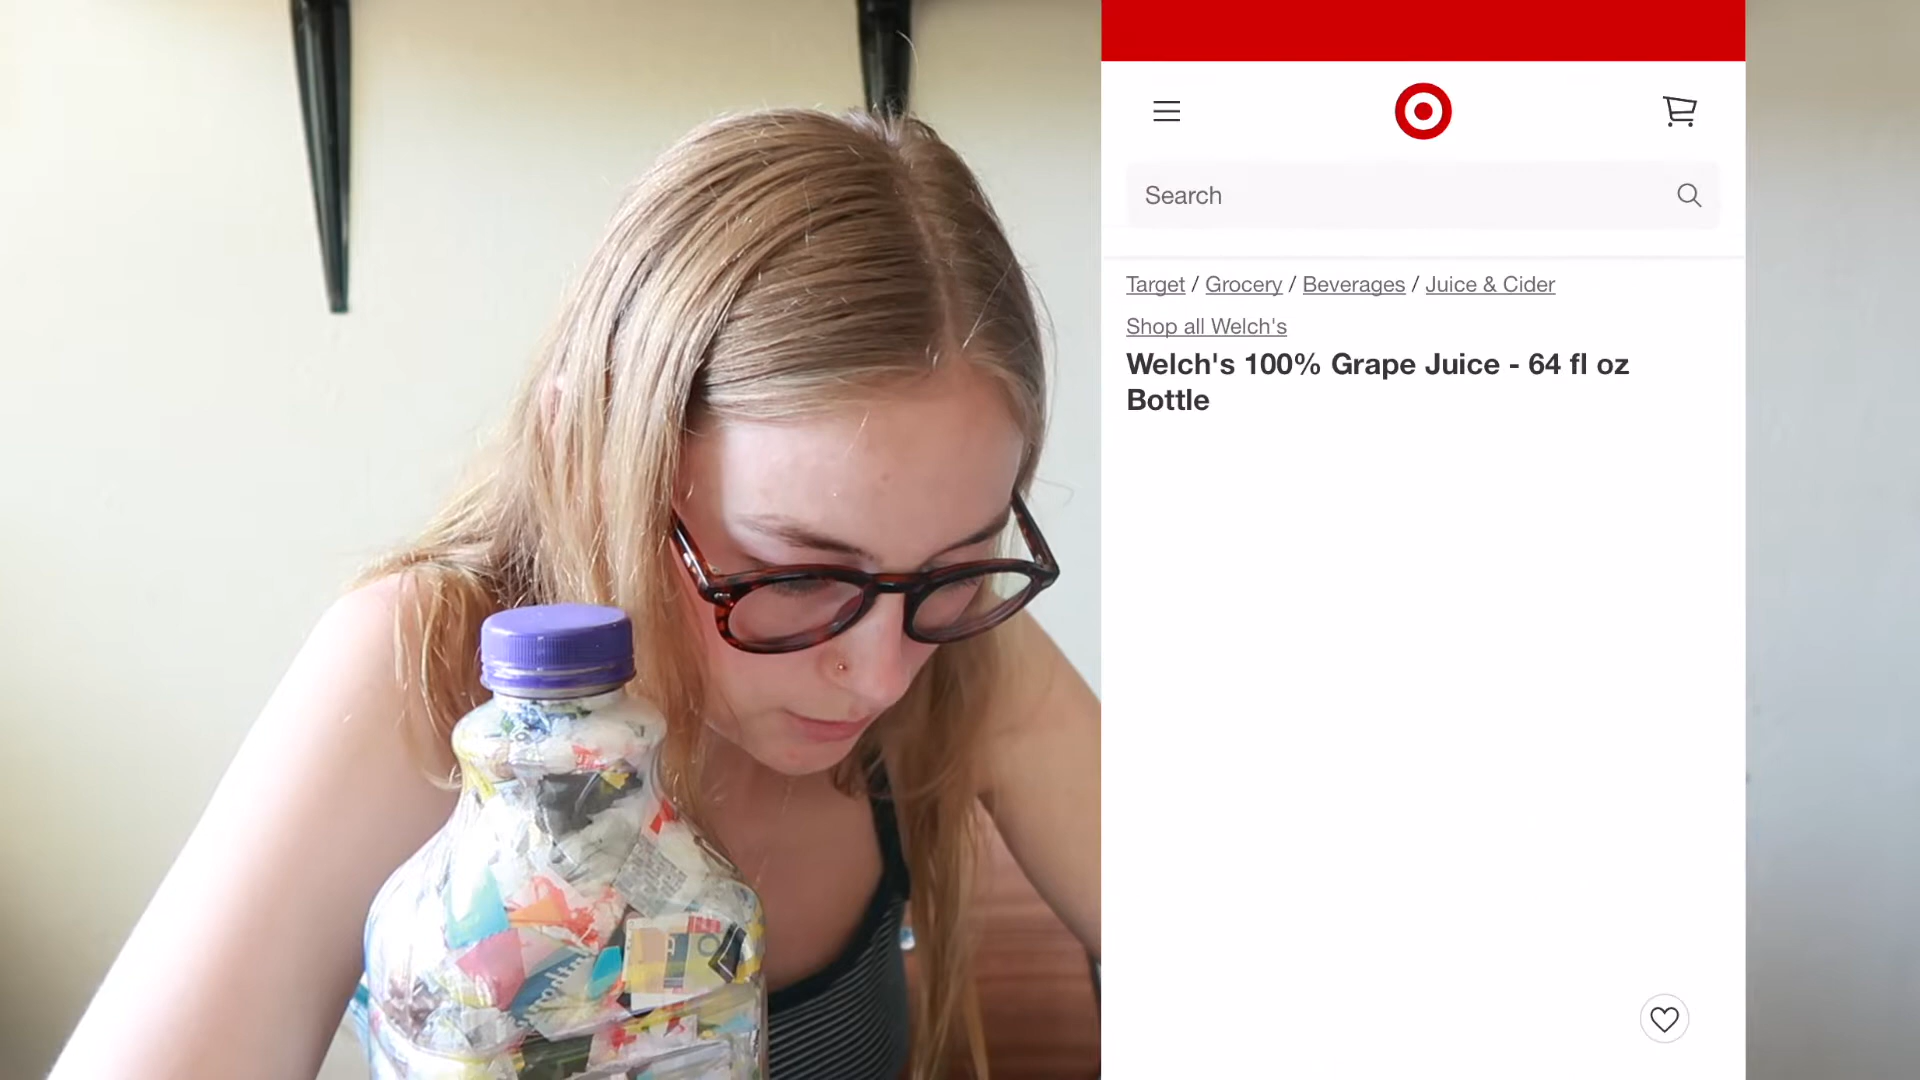 Search
Target / Grocery / Beverages / Juice & Cider
Shop all Welch's
Welch's 100% Grape Juice - 64 fl oz
Bottle